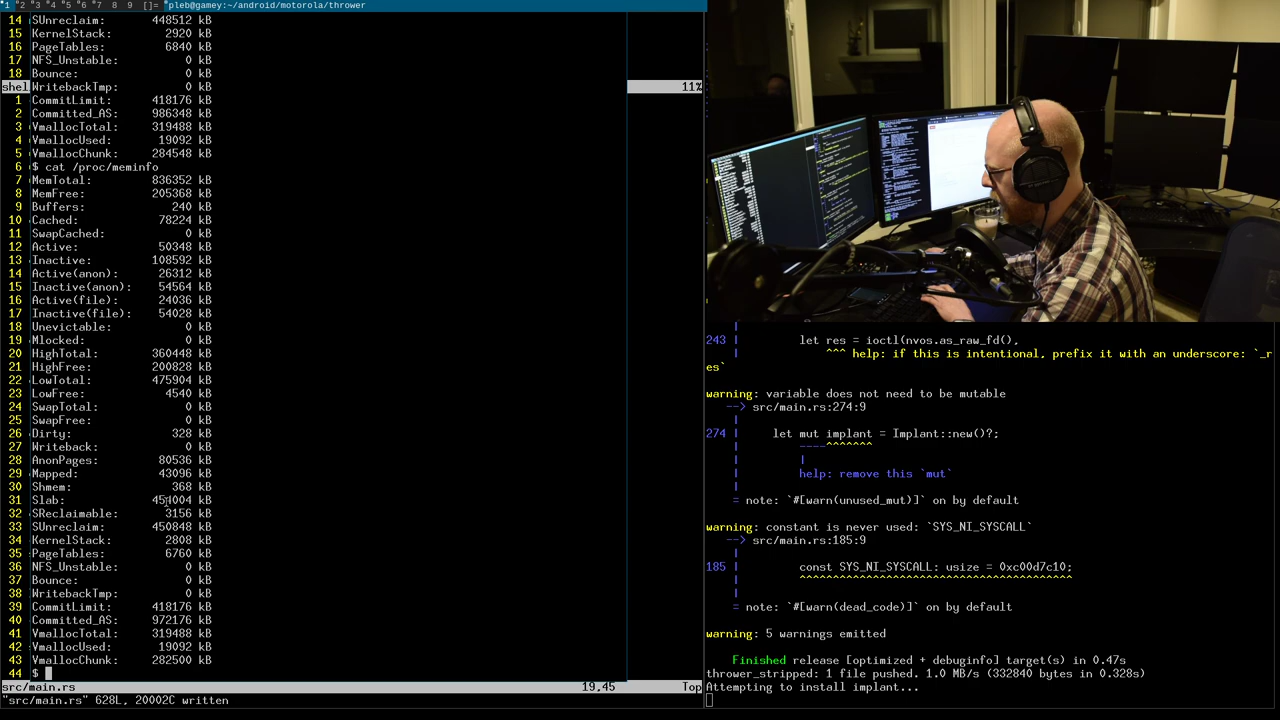 1 2 3 4 5 6 7 8 9 []= pleb@gamey:~/android/motorola/thrower
14 SUnreclaim: 448512 kB
15 KernelStack: 2920 kB
16 PageTables: 6840 kB
17 NFS_Unstable: 0 kB
18 Bounce: 0 kB
shel WritebackTmp: 0 kB 11%
1 CommitLimit: 418176 kB
2 Committed_AS: 986348 kB
3 VmallocTotal: 319488 kB
4 VmallocUsed: 19092 kB
5 VmallocChunk: 284548 kB
6 $ cat /proc/meminfo
7 MemTotal: 836352 kB
8 MemFree: 205368 kB
9 Buffers: 240 kB
10 Cached: 78224 kB
11 SwapCached: 0 kB
12 Active: 50348 kB
13 Inactive: 108592 kB
14 Active(anon): 26312 kB
15 Inactive(anon): 54564 kB
16 Active(file): 24036 kB
17 Inactive(file): 54028 kB
18 Unevictable: 0 kB
19 Mlocked: 0 kB
20 HighTotal: 360448 kB
21 HighFree: 200828 kB
22 LowTotal: 475904 kB
23 LowFree: 4540 kB
24 SwapTotal: 0 kB
25 SwapFree: 0 kB
26 Dirty: 328 kB
27 Writeback: 0 kB
28 AnonPages: 80536 kB
29 Mapped: 43096 kB
30 Shmem: 368 kB
31 Slab: 454004 kB
32 SReclaimable: 3156 kB
33 SUnreclaim: 450848 kB
34 KernelStack: 2808 kB
35 PageTables: 6760 kB
36 NFS_Unstable: 0 kB
37 Bounce: 0 kB
38 WritebackTmp: 0 kB
39 CommitLimit: 418176 kB
40 Committed_AS: 972176 kB
41 VmallocTotal: 319488 kB
42 VmallocUsed: 19092 kB
43 VmallocChunk: 282500 kB
44 $
src/main.rs 19,45 Top
"src/main.rs" 628L, 20002C written
243 | let res = ioctl(nvos.as_raw_fd(),
| ^^^ help: if this is intentional, prefix it with an underscore: `_r
es`
warning: variable does not need to be mutable
--> src/main.rs:274:9
|
274 | let mut implant = Implant::new()?;
| ----^^^^^^^
| |
| help: remove this `mut`
|
= note: `#[warn(unused_mut)]` on by default
warning: constant is never used: `SYS_NI_SYSCALL`
--> src/main.rs:185:9
|
185 | const SYS_NI_SYSCALL: usize = 0xc00d7c10;
| ^^^^^^^^^^^^^^^^^^^^^^^^^^^^^^^^^^^^^^^^^
|
= note: `#[warn(dead_code)]` on by default
warning: 5 warnings emitted
Finished release [optimized + debuginfo] target(s) in 0.47s
thrower_stripped: 1 file pushed. 1.0 MB/s (332840 bytes in 0.328s)
Attempting to install implant...